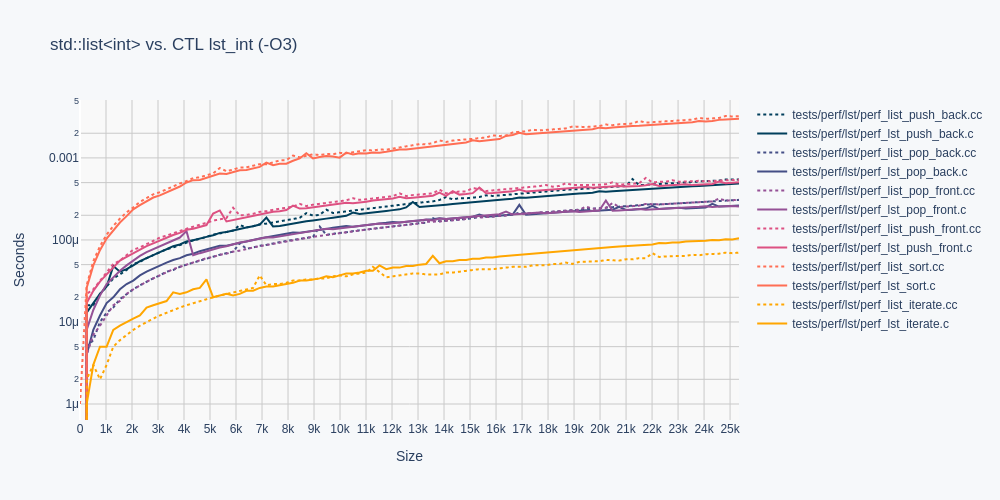 std::list<int> vs. CTL lst_int (-O3)
5
2
0.001
5
2
100μ
5
2
10μ
5
2
1μ
Seconds
0 1k 2k 3k 4k 5k 6k 7k 8k 9k 10k 11k 12k 13k 14k 15k 16k 17k 18k 19k 20k 21k 22k 23k 24k 25k
Size
tests/perf/lst/perf_list_push_back.cc
tests/perf/lst/perf_lst_push_back.c
tests/perf/lst/perf_list_pop_back.cc
tests/perf/lst/perf_lst_pop_back.c
tests/perf/lst/perf_list_pop_front.cc
tests/perf/lst/perf_lst_pop_front.c
tests/perf/lst/perf_list_push_front.cc
tests/perf/lst/perf_lst_push_front.c
tests/perf/lst/perf_list_sort.cc
tests/perf/lst/perf_lst_sort.c
tests/perf/lst/perf_list_iterate.cc
tests/perf/lst/perf_lst_iterate.c